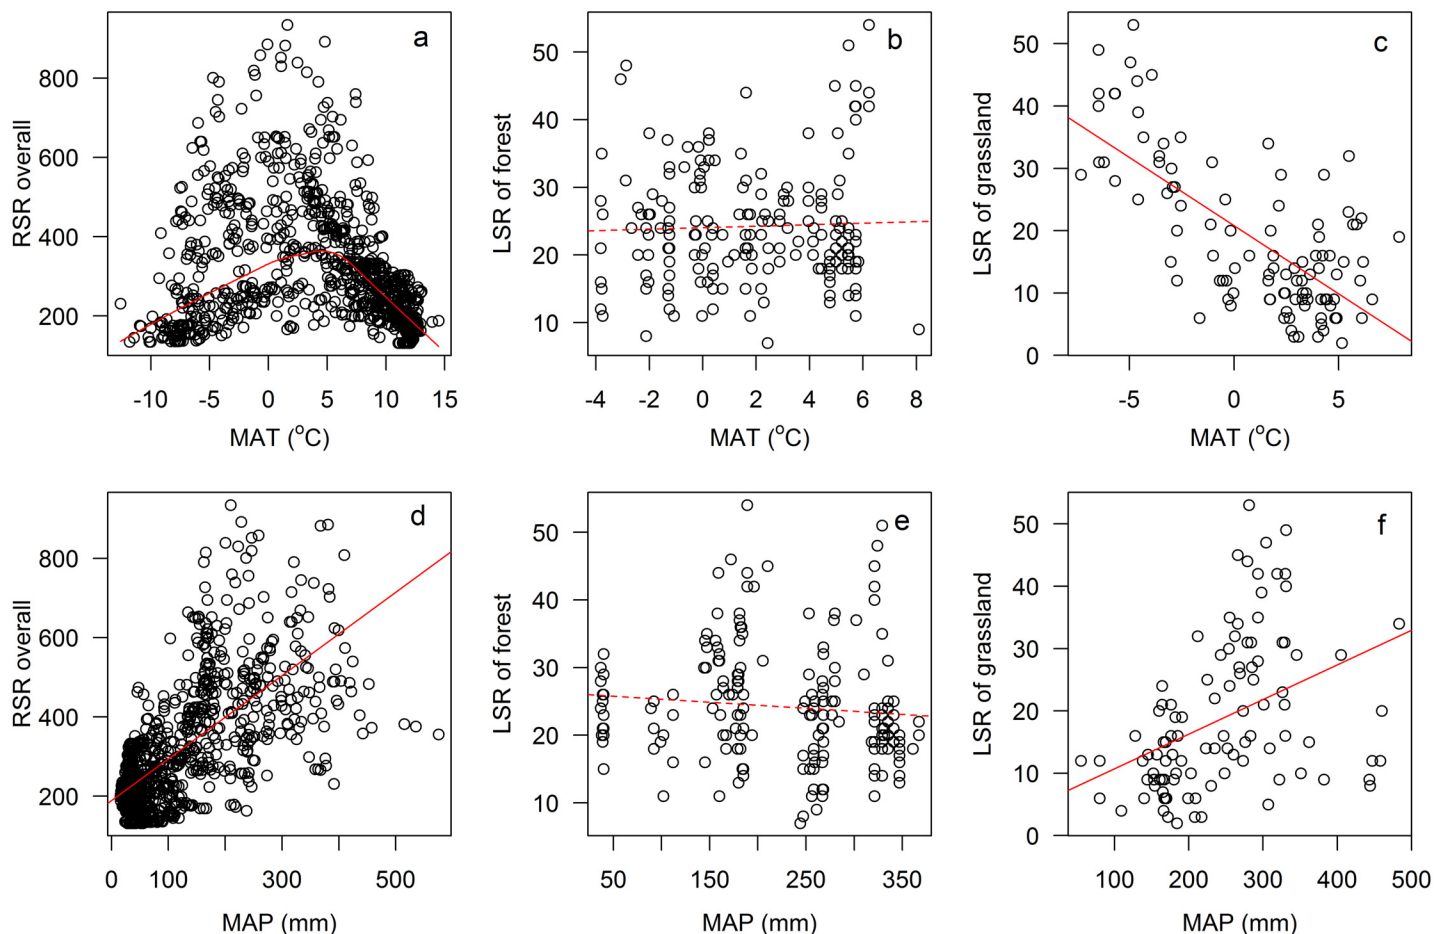 a
RSR overall
800
600
400
200
-10 -5 0 5 10 15
MAT (°C)
b
LSR of forest
50
40
30
20
10
-4 -2 0 2 4 6 8
MAT (°C)
c
LSR of grassland
50
40
30
20
10
0
-5 0 5
MAT (°C)
d
RSR overall
800
600
400
200
0 100 300 500
MAP (mm)
e
LSR of forest
50
40
30
20
10
50 150 250 350
MAP (mm)
f
LSR of grassland
50
40
30
20
10
0
100 200 300 400 500
MAP (mm)